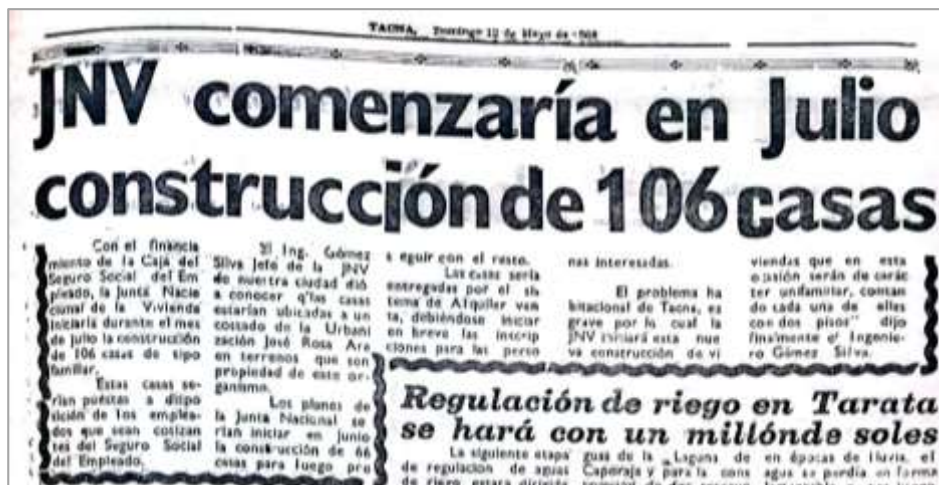 TACNA, Domingo 12 de Mayo de 1968
JNV comenzaría en Julio
construcción de 106 casas
Con el financia
miento de la Caja del
Seguro Social del Em
pleado, la Junta Nacio
nal de la Vivienda
iniciaría durante el mes
de julio la construcción
de 106 casas de tipo
familiar.
Estas casas se-
rían puestas a dispo
sición de los emplea-
dos que sean cotizan
tes del Seguro Social
del Empleado.
El Ing. Gómez
Silva Jefe de la JNV
de nuestra ciudad dió
a conocer q'las casas
estarían ubicadas a un
costado de la Urbani
zación José Rosa Ara
en terrenos que son
propiedad de este or-
ganismo.
Los planes de
la Junta Nacional se
rían iniciar en Junio
la construcción de 66
casas para luego pro
s eguir con el resto.
Las casas sería
entregadas por el sis
tema de Alquiler ven
ta, debiéndose iniciar
en breve las inscrip
ciones para las perso
nas interesadas.
El problema ha
bitacional de Tacna, es
grave por lo cual la
JNV iniciará esta nue
va construcción de vi
viendas que en esta
ocasión serán de carác
ter unifamiliar, contan
do cada una de ellas
con dos pisos" dijo
finalmente el Ingenie-
ro Gómez Silva.
Regulación de riego en Tarata
se hará con un millón de soles
La siguiente etapa
de regulacion de aguas
de riego estara
guas de la Laguna de
y para la cons
en épocas de lluvia, el
agua se perdia en forma